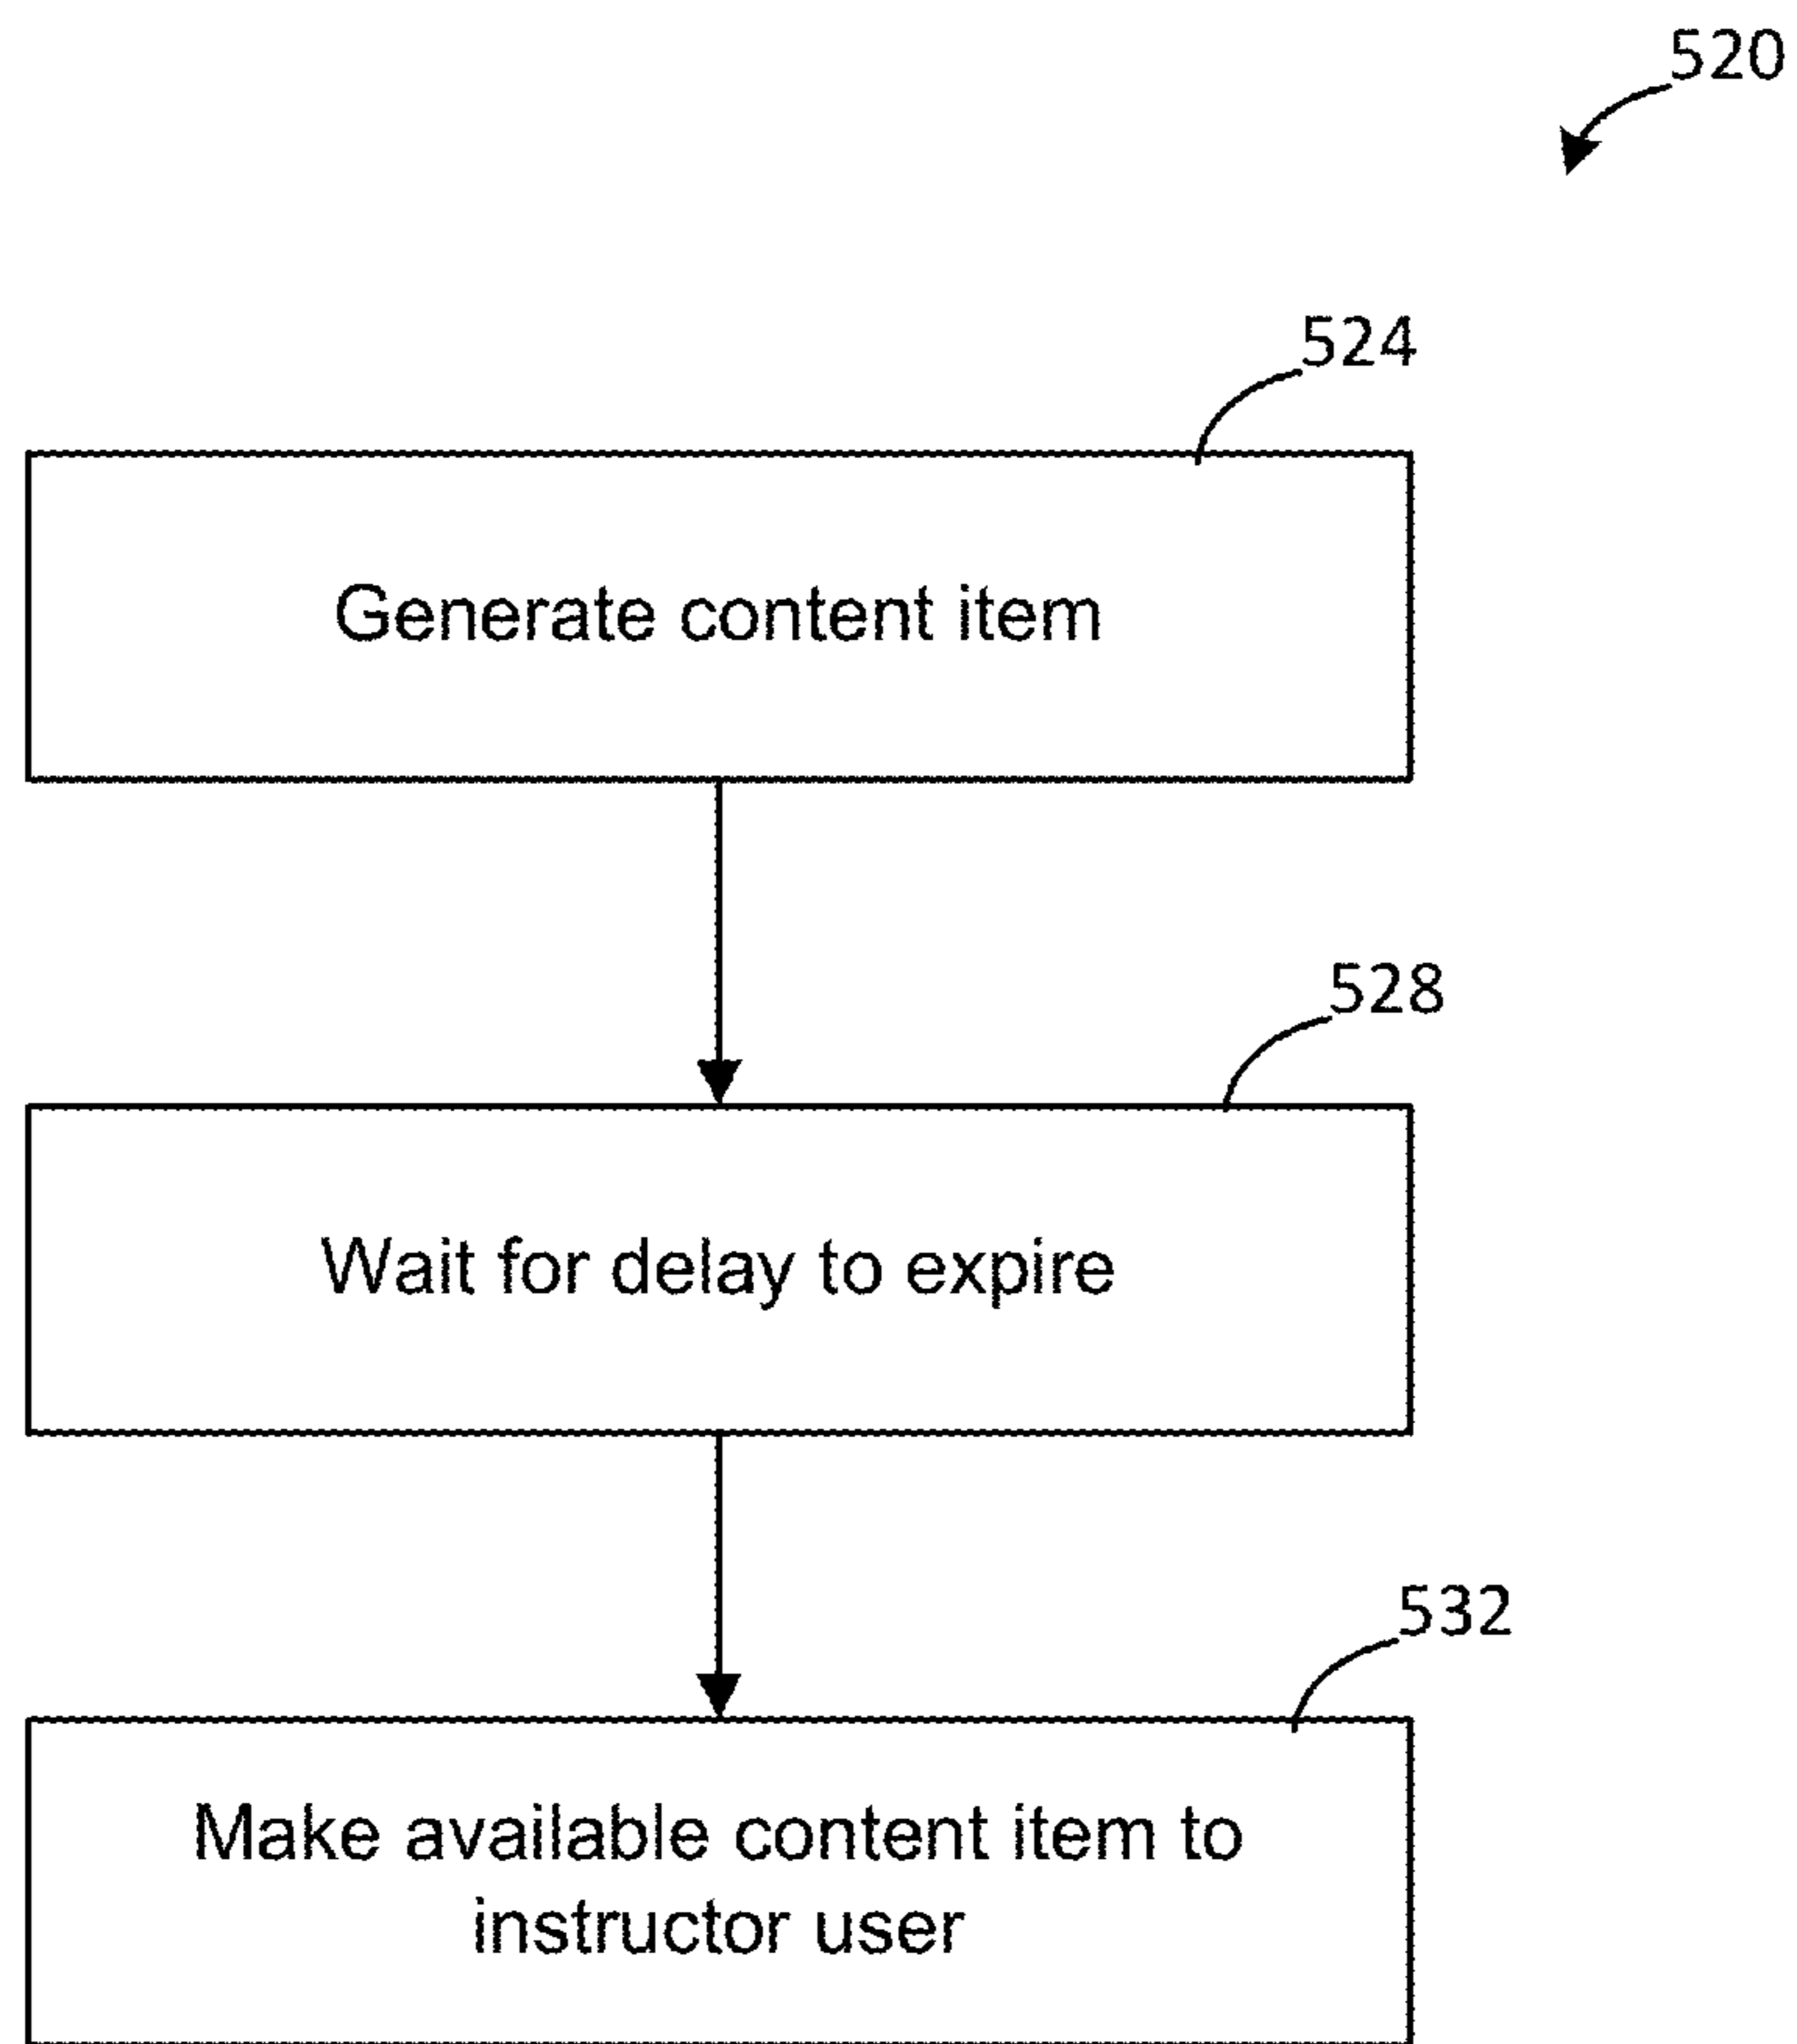 520
524
Generate content item
528
Wait for delay to expire
532
Make available content item to
instructor user